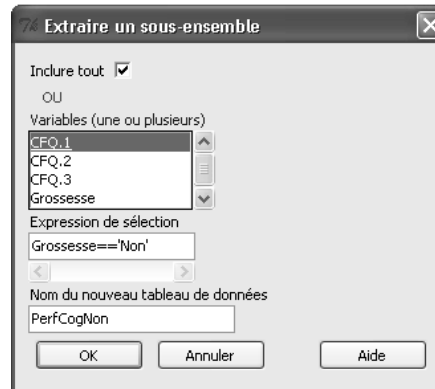 Extraire un sous-ensemble
Inclure tout
OU
Variables (une ou plusieurs)
CFQ.1
CFQ.2
CFQ.3
Grossesse
Expression de sélection
Grossesse=='Non'
Nom du nouveau tableau de données
PerfCogNon
OK Annuler Aide